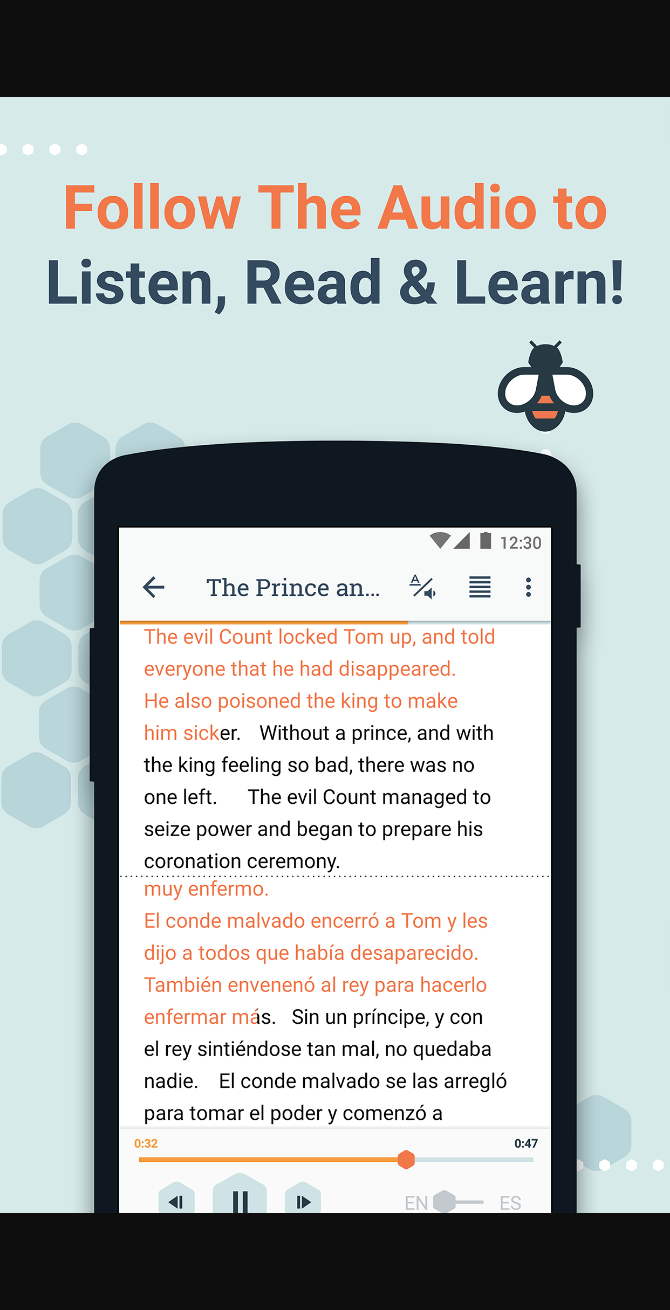 Follow The Audio to
Listen, Read & Learn!
12:30
The Prince an...
A
The evil Count locked Tom up, and told
everyone that he had disappeared.
He also poisoned the king to make
him sicker. Without a prince, and with
the king feeling so bad, there was no
one left. The evil Count managed to
seize power and began to prepare his
coronation ceremony.
muy enfermo.
El conde malvado encerró a Tom y les
dijo a todos que había desaparecido.
También envenenó al rey para hacerlo
enfermar más. Sin un príncipe, y con
el rey sintiéndose tan mal, no quedaba
nadie. El conde malvado se las arregló
para tomar el poder y comenzó a
0:32 0:47
EN ES